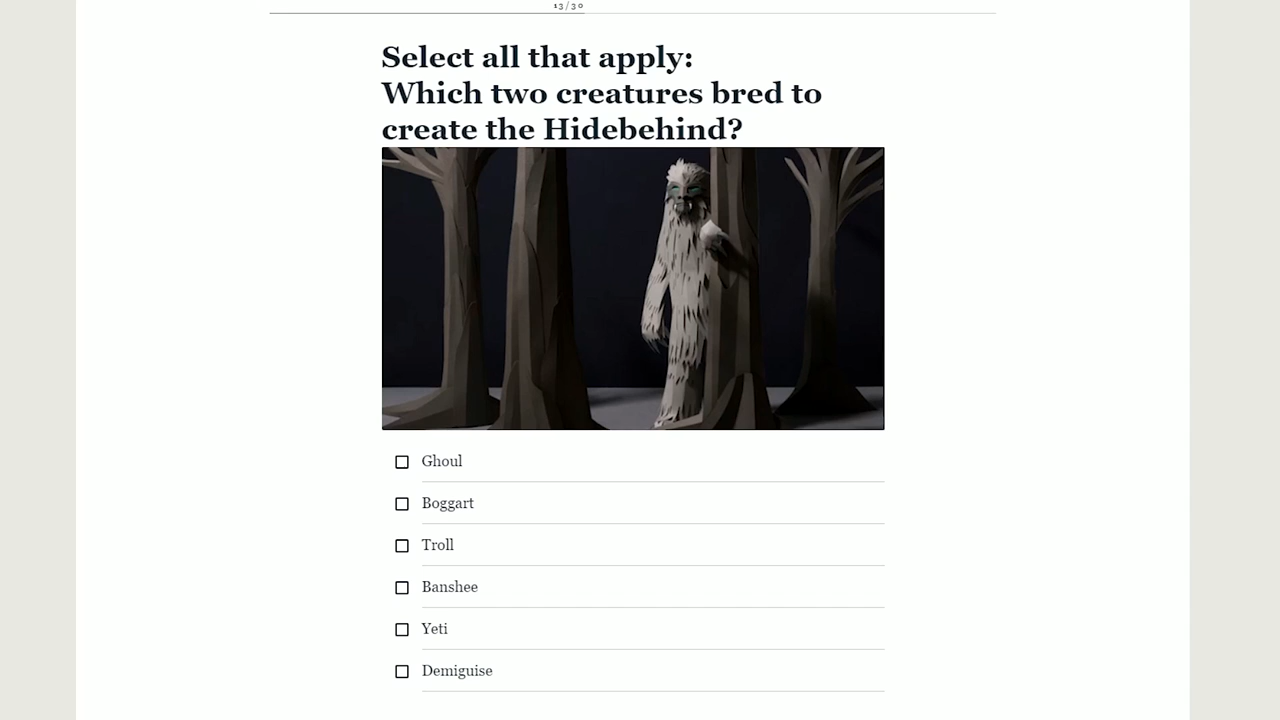 13/30
Select all that apply:
Which two creatures bred to
create the Hidebehind?
Ghoul
Boggart
Troll
Banshee
Yeti
Demiguise